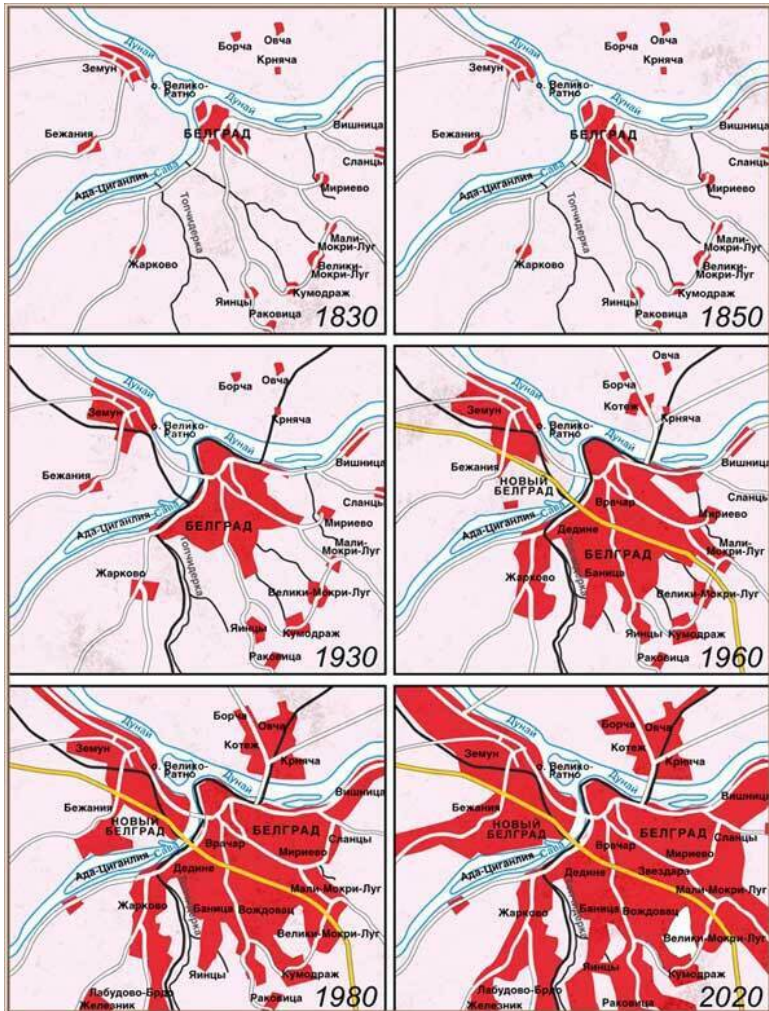 Дунай
Борча
Овча
Крняча
Земун
о. Велико-
Ратно
Дунай
БЕЛГРАД
Вишница
Бежания
Сланцы
Ада-Циганлия
Сава
Мириево
Топчидерка
Мали-
Мокри-Луг
Жарково
Велики-
Мокри-Луг
Кумодраж
Яинцы
Раковица
1830
Дунай
Борча
Овча
Крняча
Земун
о. Велико-
Ратно
Дунай
БЕЛГРАД
Вишница
Бежания
Сланцы
Ада-Циганлия
Сава
Мириево
Топчидерка
Мали-
Мокри-Луг
Жарково
Велики-
Мокри-Луг
Кумодраж
Яинцы
Раковица
1850
Дунай
Борча
Овча
Земун
Крняча
о. Велико-
Ратно
Дунай
Вишница
Бежания
Сланцы
Ада-Циганлия
Сава
БЕЛГРАД
Мириево
Топчидерка
Мали-
Мокри-Луг
Жарково
Велики-Мокри-Луг
Яинцы
Кумодраж
Раковица
1930
Овча
Дунай
Борча
Котеж
Земун
Крняча
о. Велико-
Ратно
Дунай
Вишница
Бежания
НОВЫЙ
БЕЛГРАД
Сланцы
Врачар
Ада-Циганлия
Сава
Дедине
Мириево
Мали-
Мокри-Луг
БЕЛГРАД
Жарково
Баница
Велики-Мокри-Луг
Яинцы
Кумодраж
Раковица
1960
Борча
Овча
Дунай
Котеж
Земун
Крняча
о. Велико-
Ратно
Дунай
Вишница
Бежания
НОВЫЙ
БЕЛГРАД
БЕЛГРАД
Сланцы
Врачар
Сава
Мириево
Ада-Циганлия
Дедине
Мали-Мокри-Луг
Жарково
Баница
Вождовац
Велики-Мокри-Луг
Яинцы
Кумодраж
Лабудово-Брдо
Железник
Раковица
1980
Борча
Овча
Дунай
Котеж
Земун
Крняча
о. Велико-
Ратно
Дунай
Вишница
Бежания
НОВЫЙ
БЕЛГРАД
БЕЛГРАД
Сланцы
Врачар
Сава
Мириево
Ада-Циганлия
Дедине
Звездара
Мали-Мокри-Луг
Жарково
Баница
Вождовац
Велики-Мокри-Луг
Яинцы
Кумодраж
Лабудово-Брдо
Железник
Раковица
2020